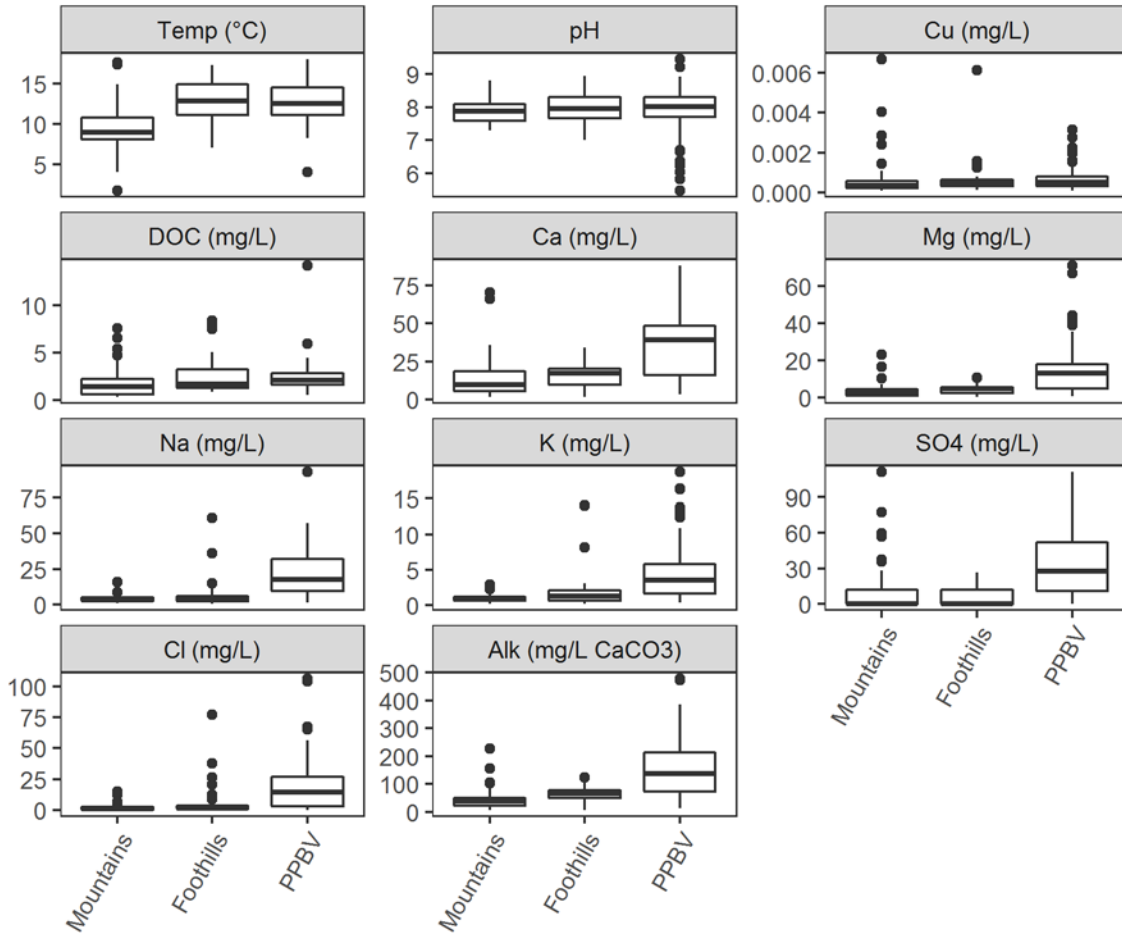 Temp (°C)
pH
Cu (mg/L)
15
10
5
9
8
7
6
0.006
0.004
0.002
0.000
DOC (mg/L)
Ca (mg/L)
Mg (mg/L)
10
5
0
75
50
25
0
60
40
20
0
Na (mg/L)
K (mg/L)
SO4 (mg/L)
75
50
25
0
15
10
5
0
90
60
30
0
Cl (mg/L)
Alk (mg/L CaCO3)
100
75
50
25
0
500
400
300
200
100
0
Mountains
Foothills
PPBV
Mountains
Foothills
PPBV
Mountains
Foothills
PPBV